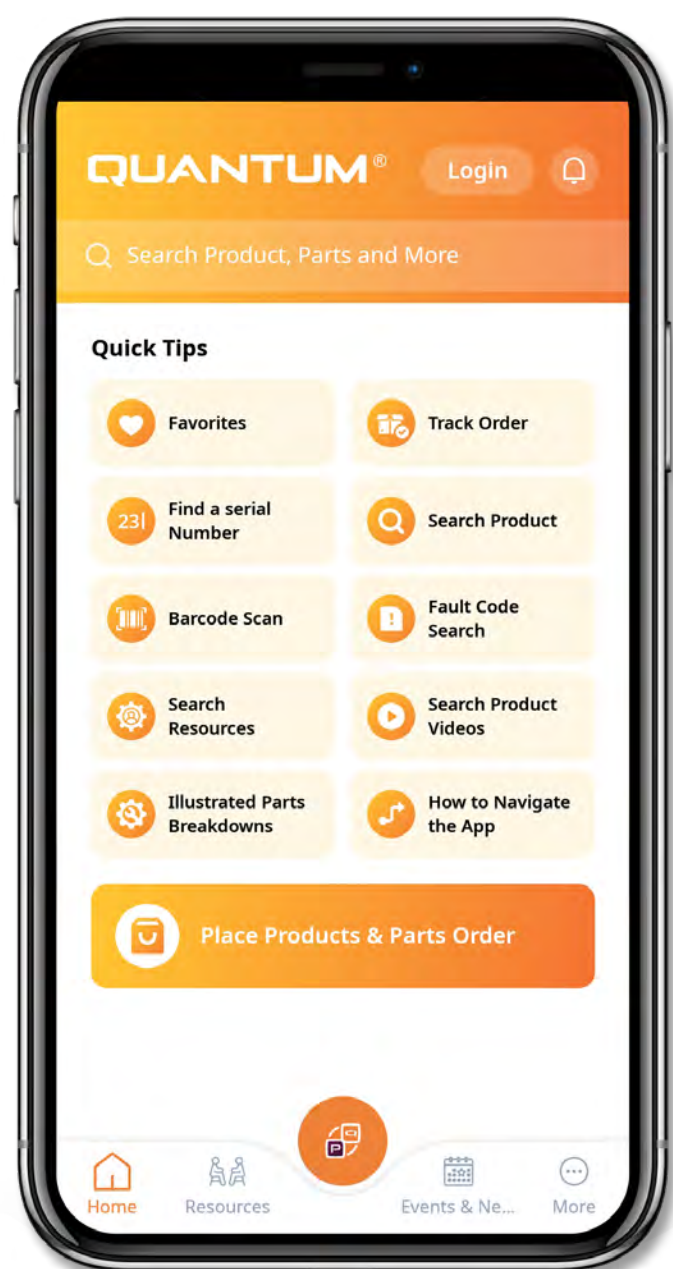 QUANTUM®
Login
Search Product, Parts and More
Quick Tips
Favorites
Track Order
23|
Find a serial
Number
Search Product
Barcode Scan
Fault Code
Search
Search
Resources
Search Product
Videos
Illustrated Parts
Breakdowns
How to Navigate
the App
Place Products & Parts Order
P
Home
Resources
Events & Ne...
More